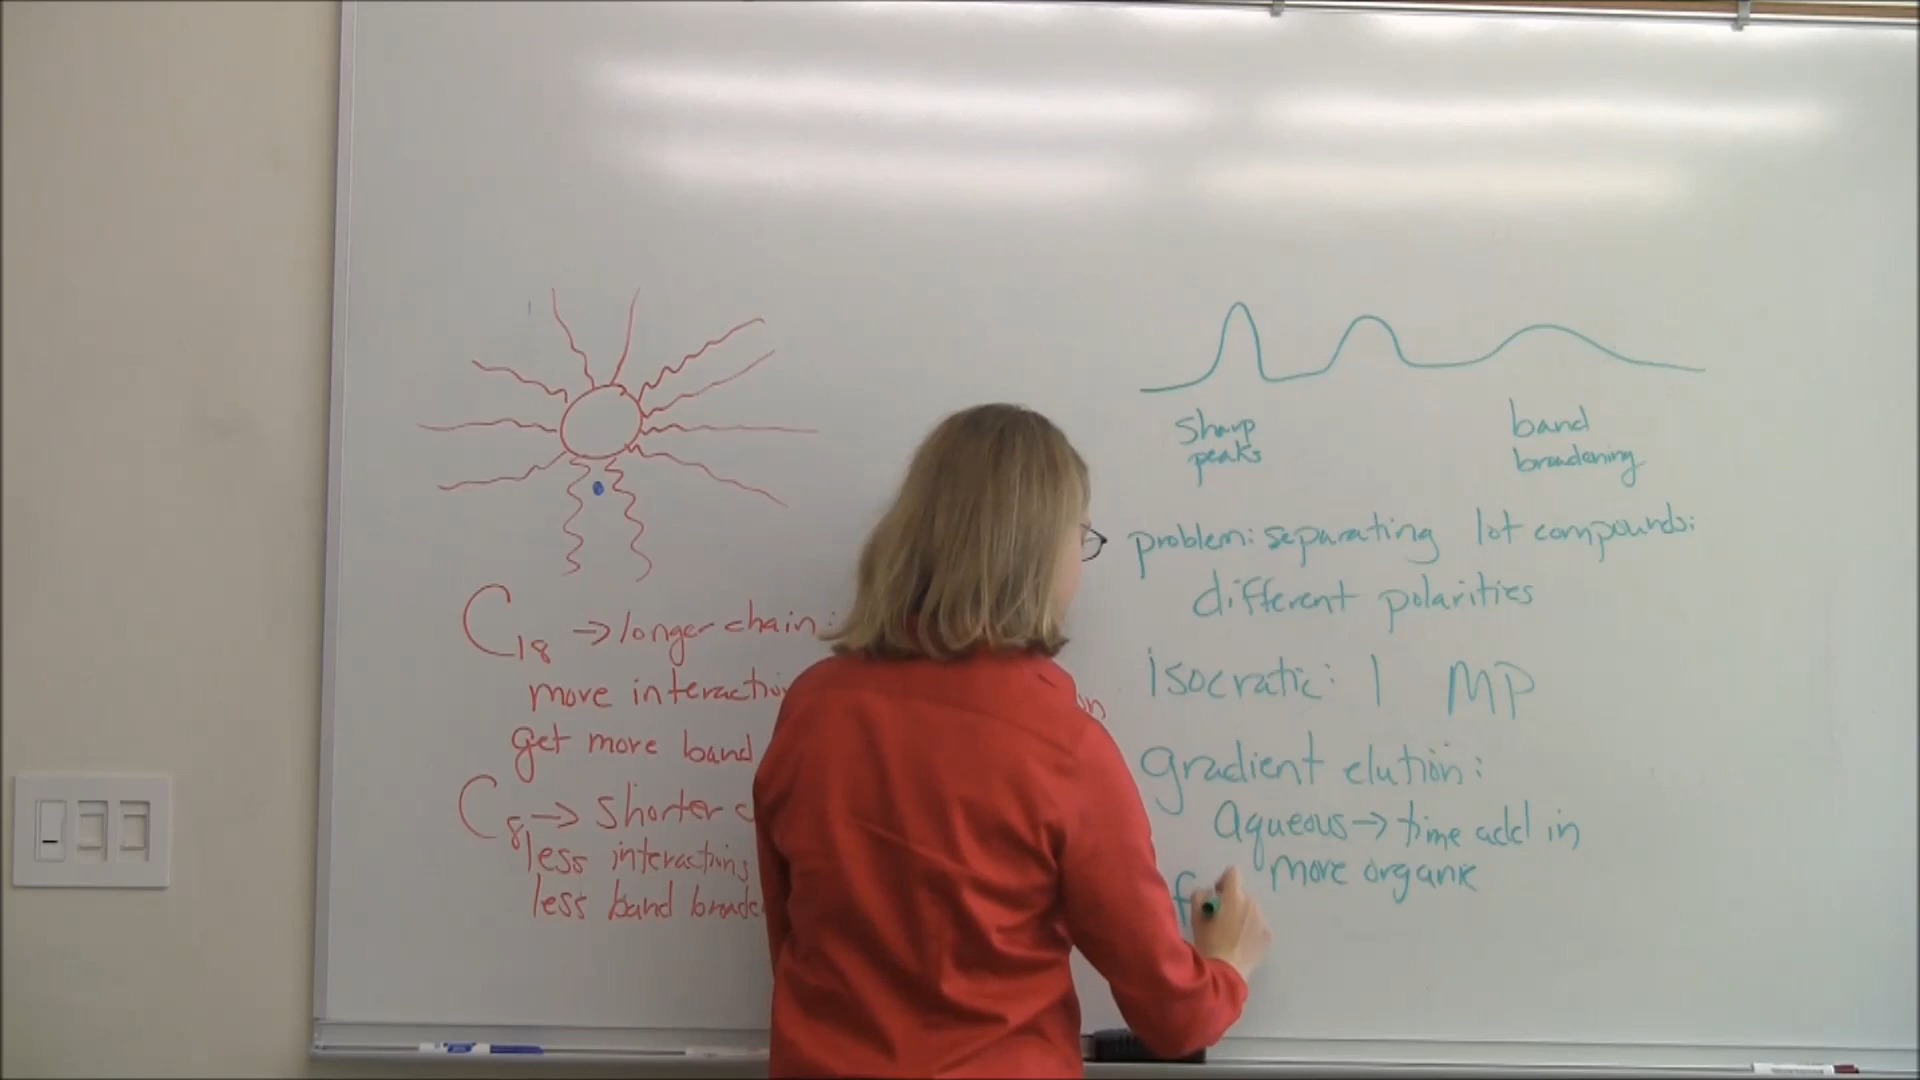 C18 → longer chain:
more interaction
get more band
C8 → shorter
less interactions
less band
sharp
peaks
band
broadening
problem: separating lot compounds:
different polarities
isocratic: 1 MP
gradient elution:
Aqueous → time add in
more organic